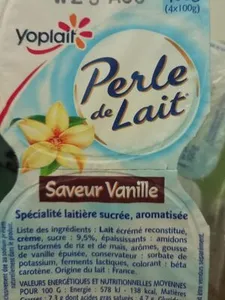 (4x100g)
Yoplait
Perle
de Lait
Saveur Vanille
Spécialité laitière sucrée, aromatisée
Liste des ingrédients : Lait écrémé reconstitué,
crème, sucre : 9,5%, épaississants : amidons
transformés de riz et de maïs, arômes, gousse
de vanille épuisée, conservateur : sorbate de
potassium, ferments lactiques, colorant : bêta
carotène. Origine du lait : France.
VALEURS ÉNERGÉTIQUES ET NUTRITIONNELLES MOYENNES
POUR 100 G : Energie : 578 kJ - 138 kcal, Matières